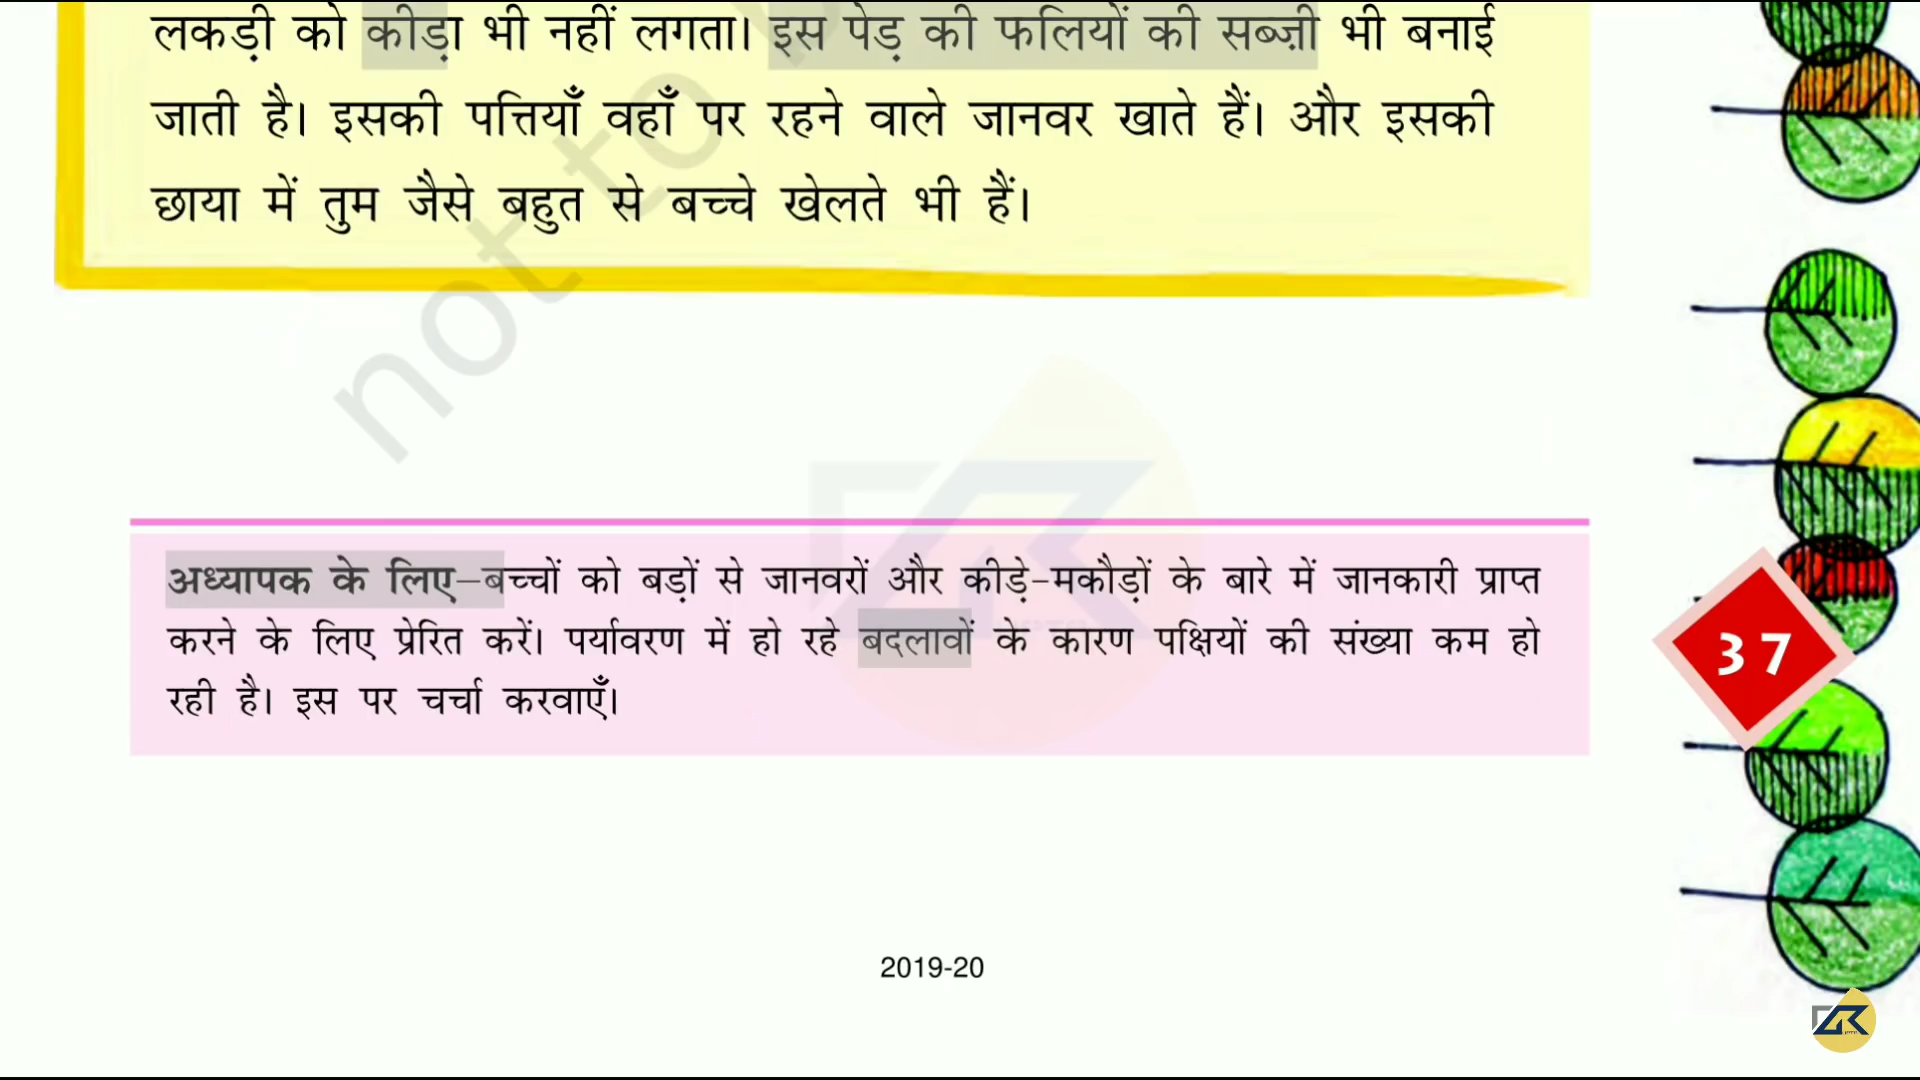 लकड़ी को कीड़ा भी नहीं लगता। इस पेड़ की फलियों की सब्ज़ी भी बनाई
जाती है। इसकी पत्तियाँ वहाँ पर रहने वाले जानवर खाते हैं। और इसकी
छाया में तुम जैसे बहुत से बच्चे खेलते भी हैं।
not to
अध्यापक के लिए–बच्चों को बड़ों से जानवरों और कीड़े-मकौड़ों के बारे में जानकारी प्राप्त
करने के लिए प्रेरित करें। पर्यावरण में हो रहे बदलावों के कारण पक्षियों की संख्या कम हो
रही है। इस पर चर्चा करवाएँ।
37
2019-20